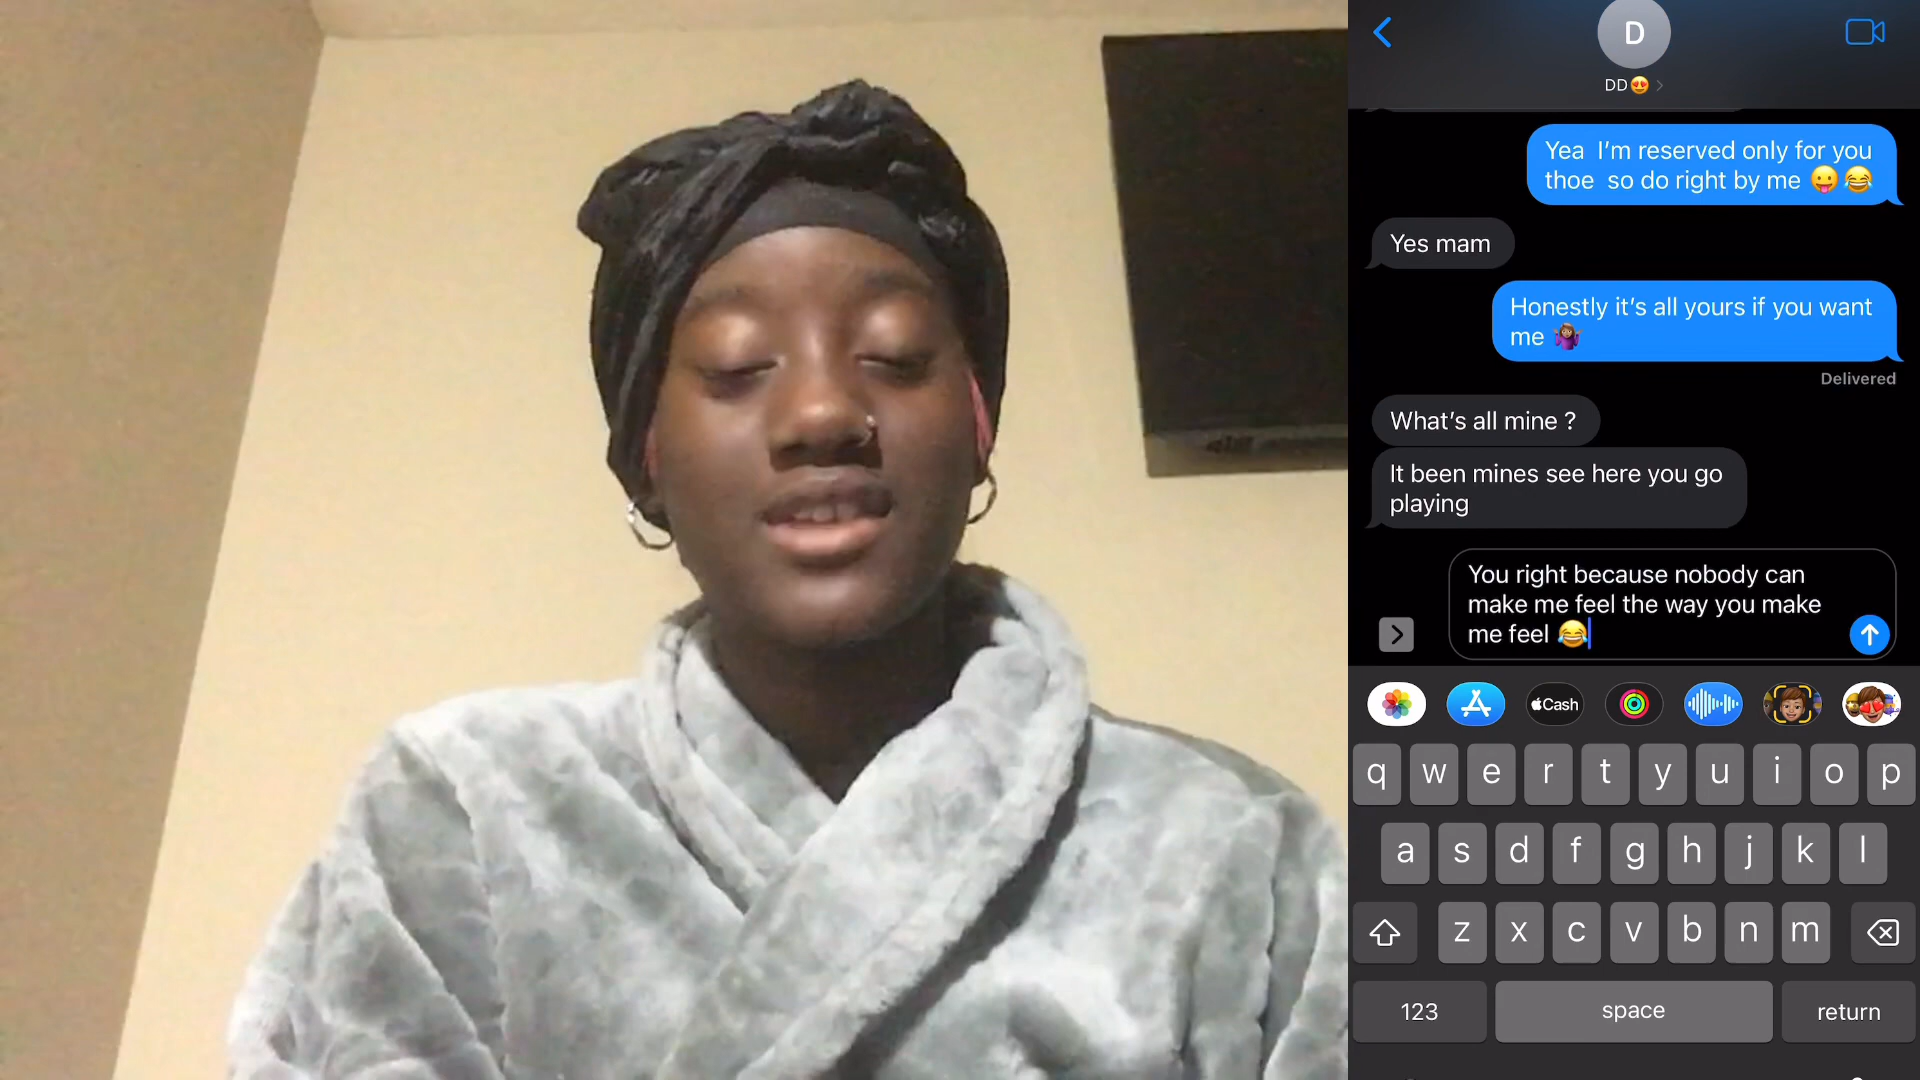 D
DD😍 >
Yea  I'm reserved only for you
thoe  so do right by me 😛😂
Yes mam
Honestly it's all yours if you want
me 🤷🏾‍♀️
Delivered
What's all mine ?
It been mines see here you go
playing
You right because nobody can
make me feel the way you make
me feel 😂
Cash
q w e r t y u i o p
a s d f g h j k l
z x c v b n m
123 space return